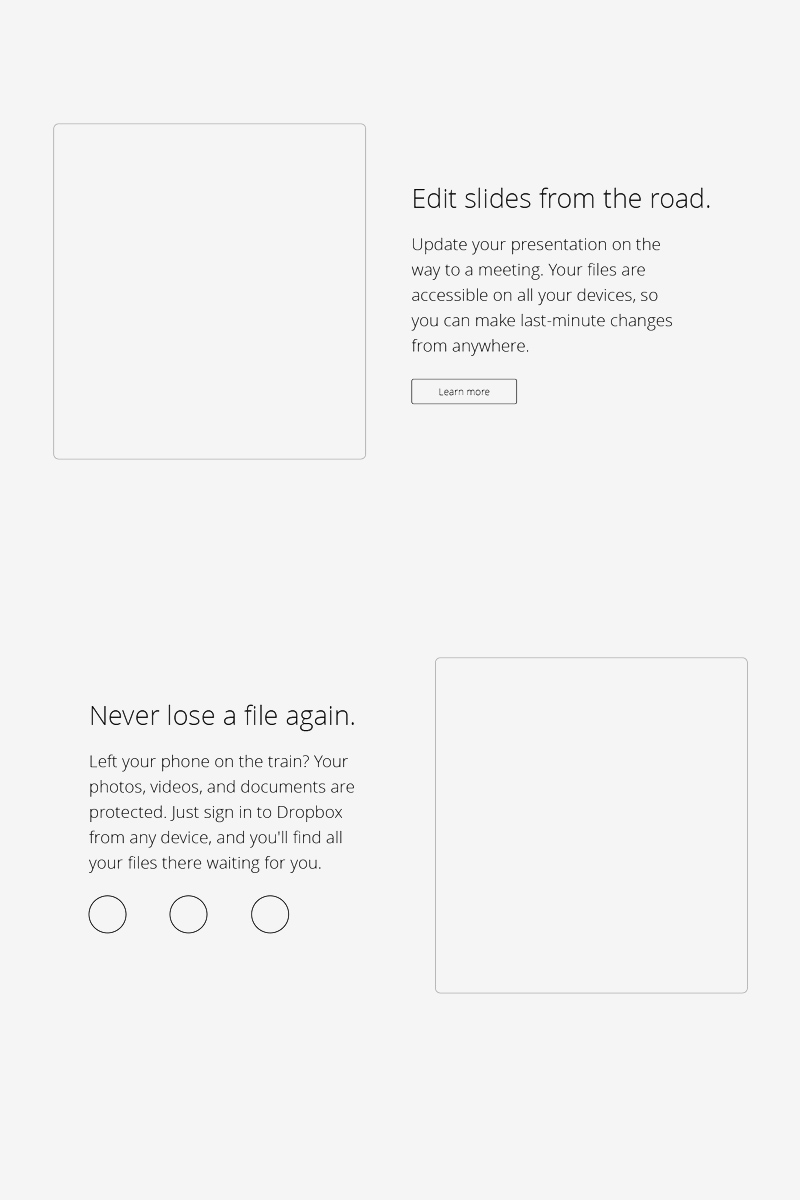 Edit slides from the road.
Update your presentation on the
way to a meeting. Your files are
accessible on all your devices, so
you can make last-minute changes
from anywhere.
Learn more
Never lose a file again.
Left your phone on the train? Your
photos, videos, and documents are
protected. Just sign in to Dropbox
from any device, and you'll find all
your files there waiting for you.